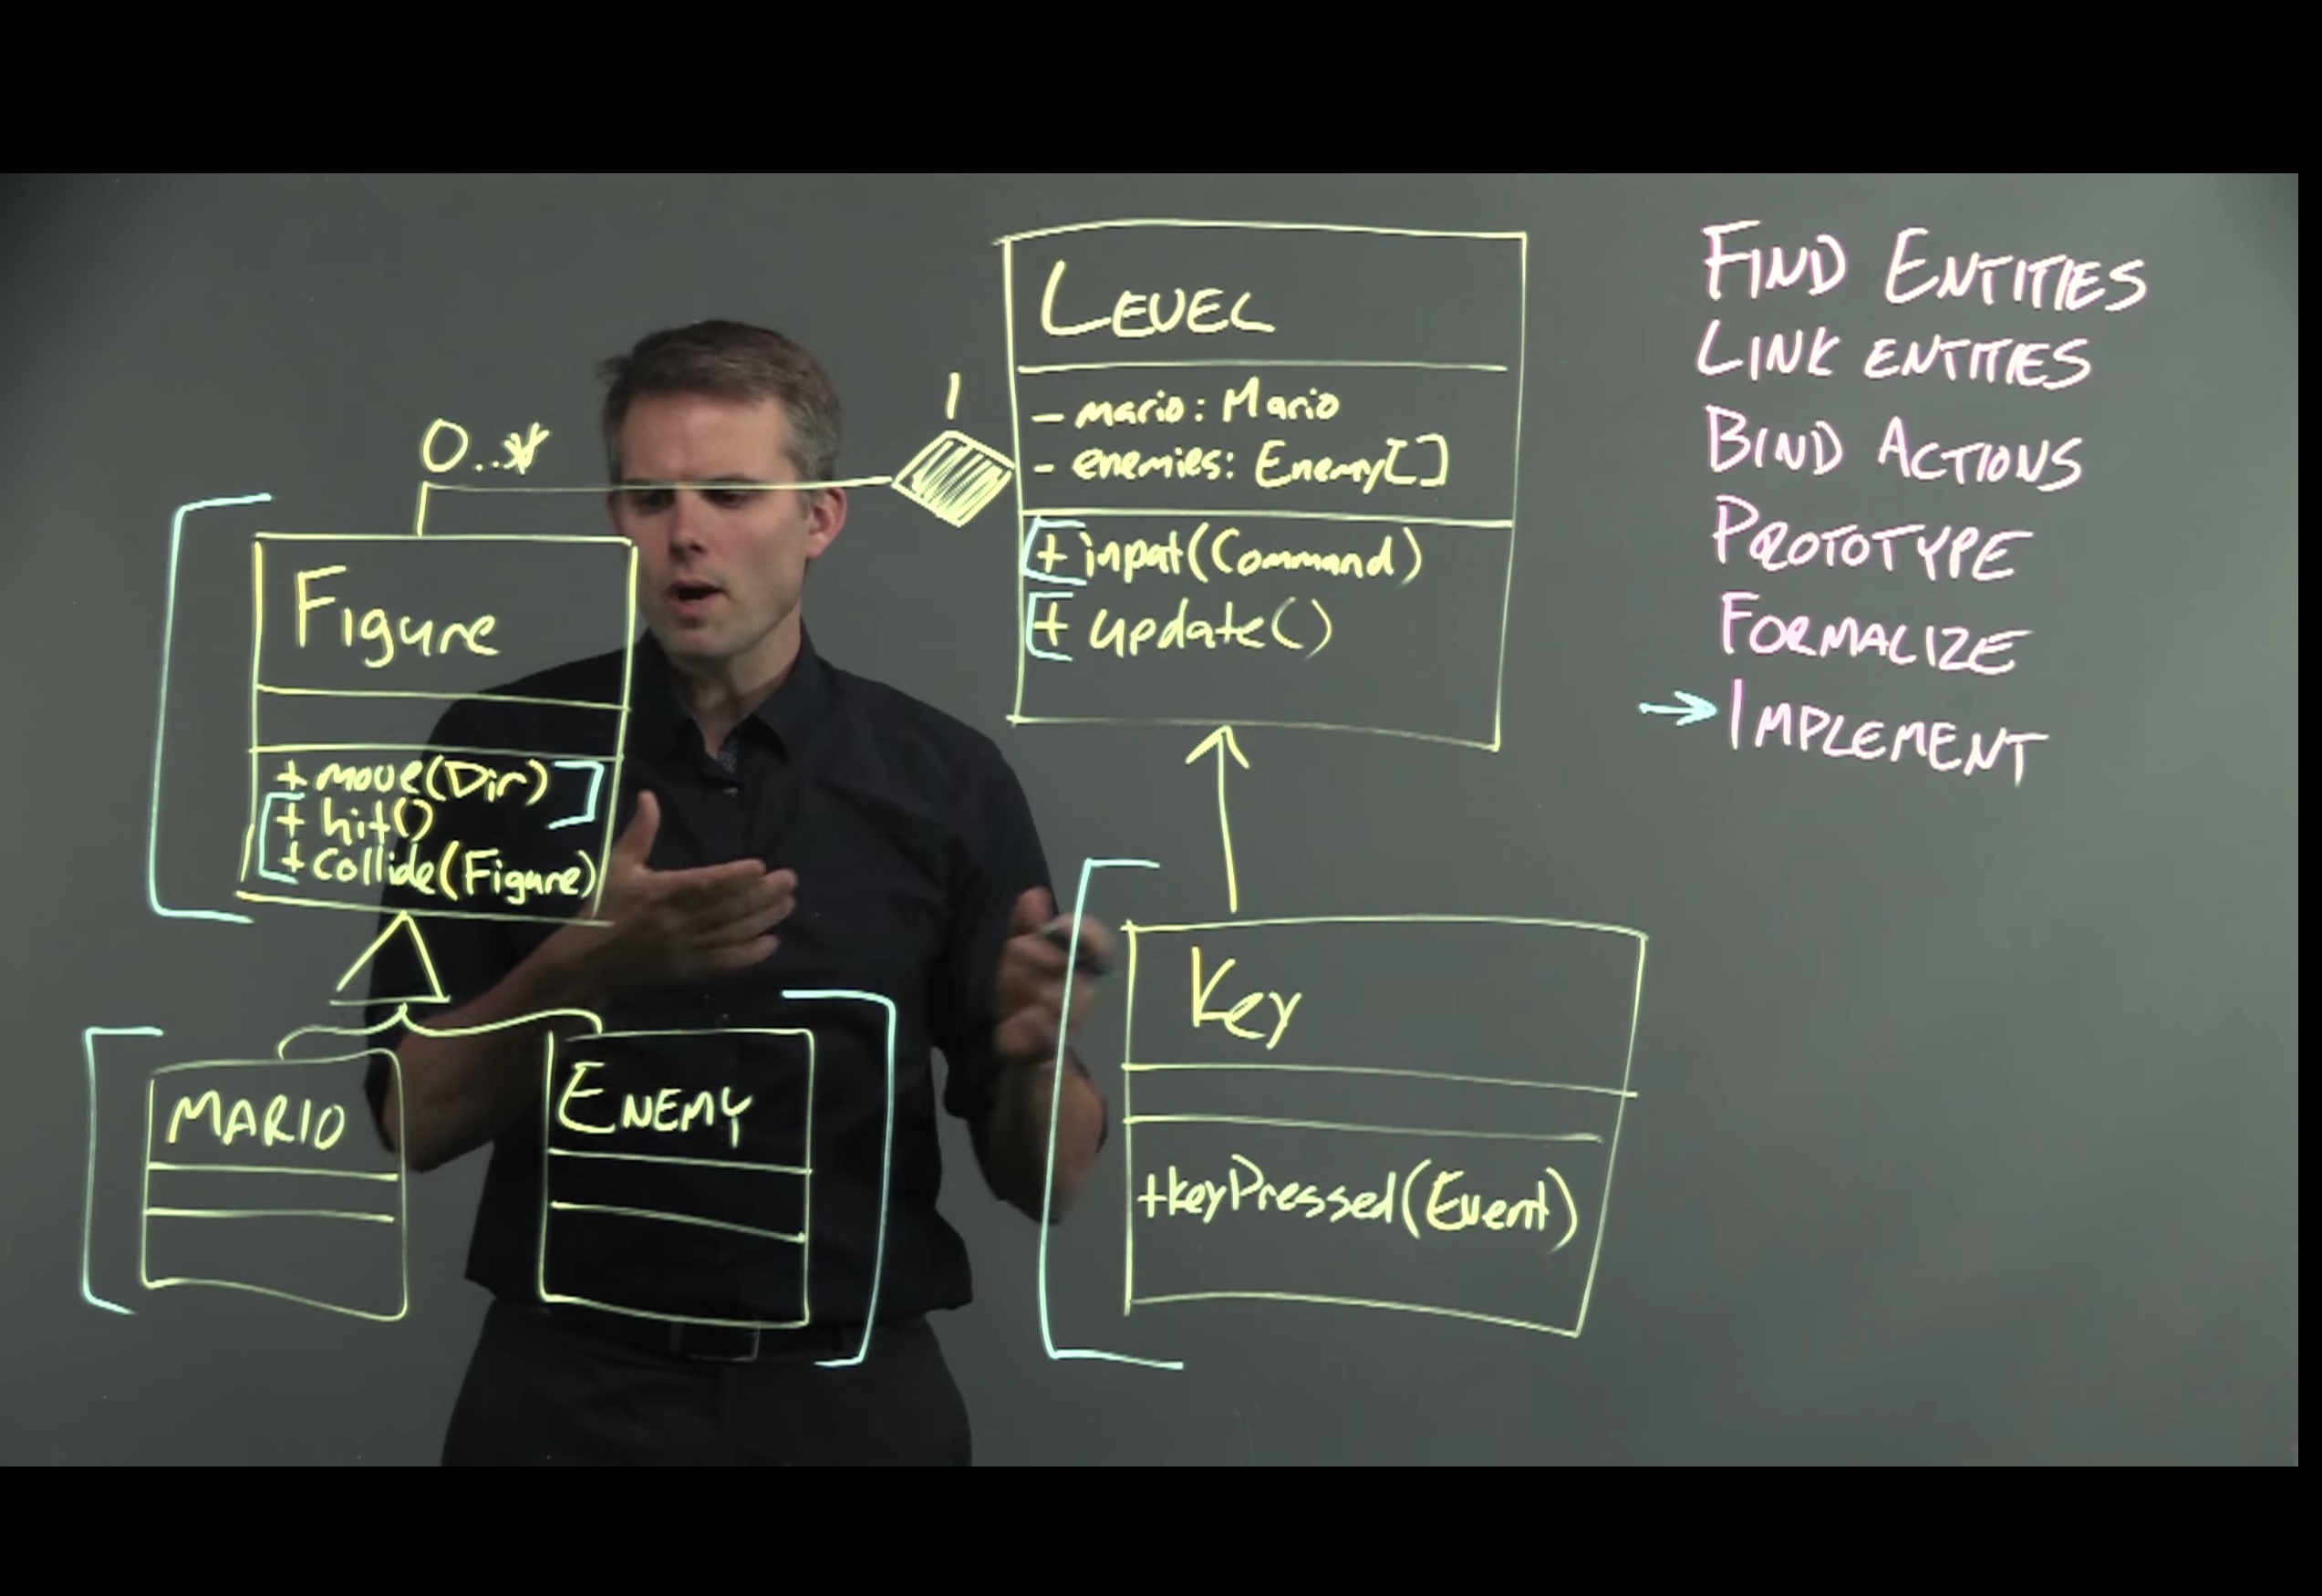 0..*
Figure
+ move(Dir)
+ hit()
+ collide(Figure)
MARIO
ENEMY
1
LEVEL
- mario: Mario
- enemies: Enemy[]
+ input(Command)
+ update()
Key
+keyPressed(Event)
FIND ENTITIES
LINK ENTITIES
BIND ACTIONS
PROTOTYPE
FORMALIZE
→ IMPLEMENT